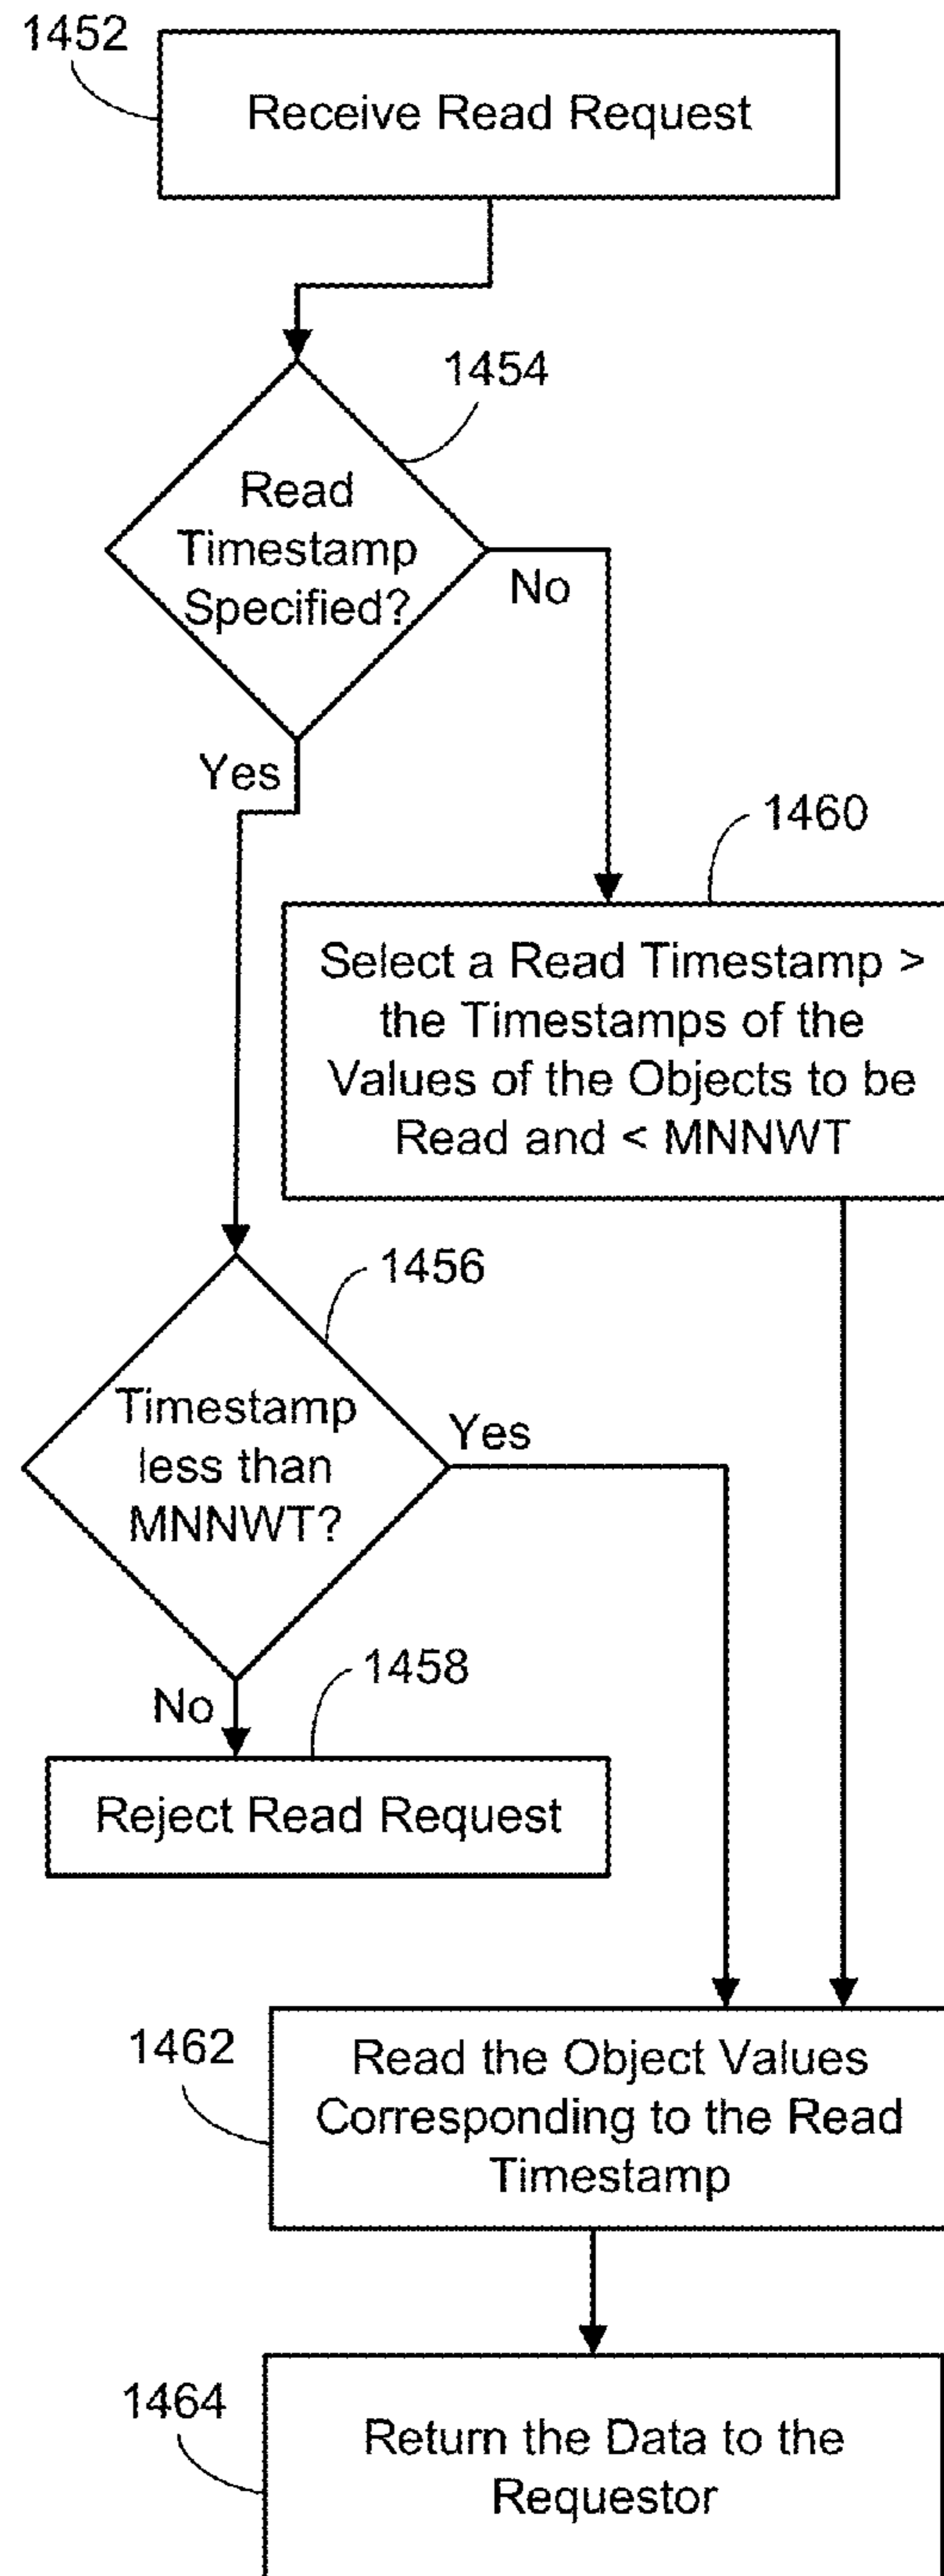 1452
Receive Read Request
1454
Read
Timestamp
Specified?
No
Yes
1460
Select a Read Timestamp >
the Timestamps of the
Values of the Objects to be
Read and < MNNWT
1456
Timestamp
less than
MNNWT?
Yes
1458
No
Reject Read Request
1462
Read the Object Values
Corresponding to the Read
Timestamp
1464
Return the Data to the
Requestor